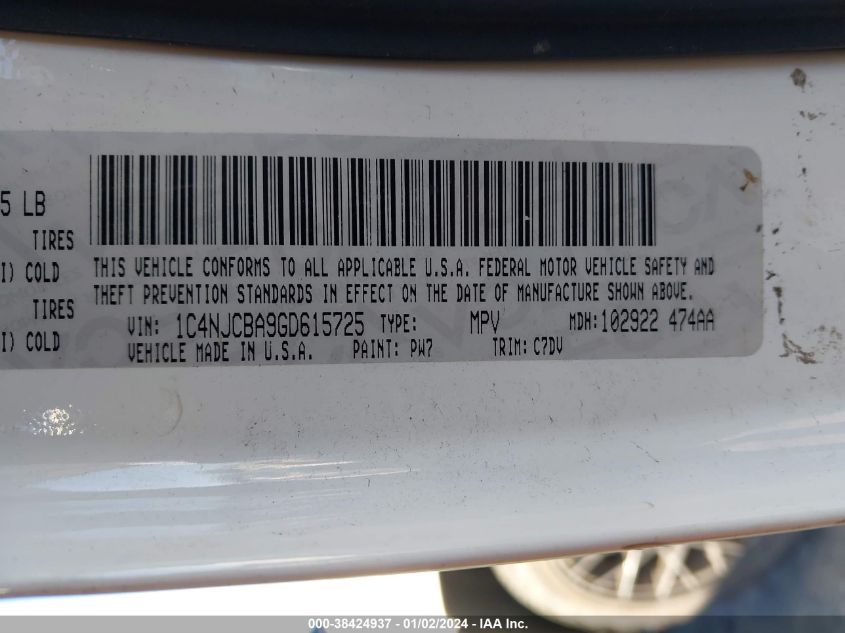 5 LB
TIRES
I) COLD
TIRES
I) COLD
THIS VEHICLE CONFORMS TO ALL APPLICABLE U.S.A. FEDERAL MOTOR VEHICLE SAFETY AND
THEFT PREVENTION STANDARDS IN EFFECT ON THE DATE OF MANUFACTURE SHOWN ABOVE.
VIN: 1C4NJCBA9GD615725 TYPE: MPV MDH:102922 474AA
VEHICLE MADE IN U.S.A. PAINT: PW7 TRIM: C7DV
000-38424937 - 01/02/2024 - IAA Inc.